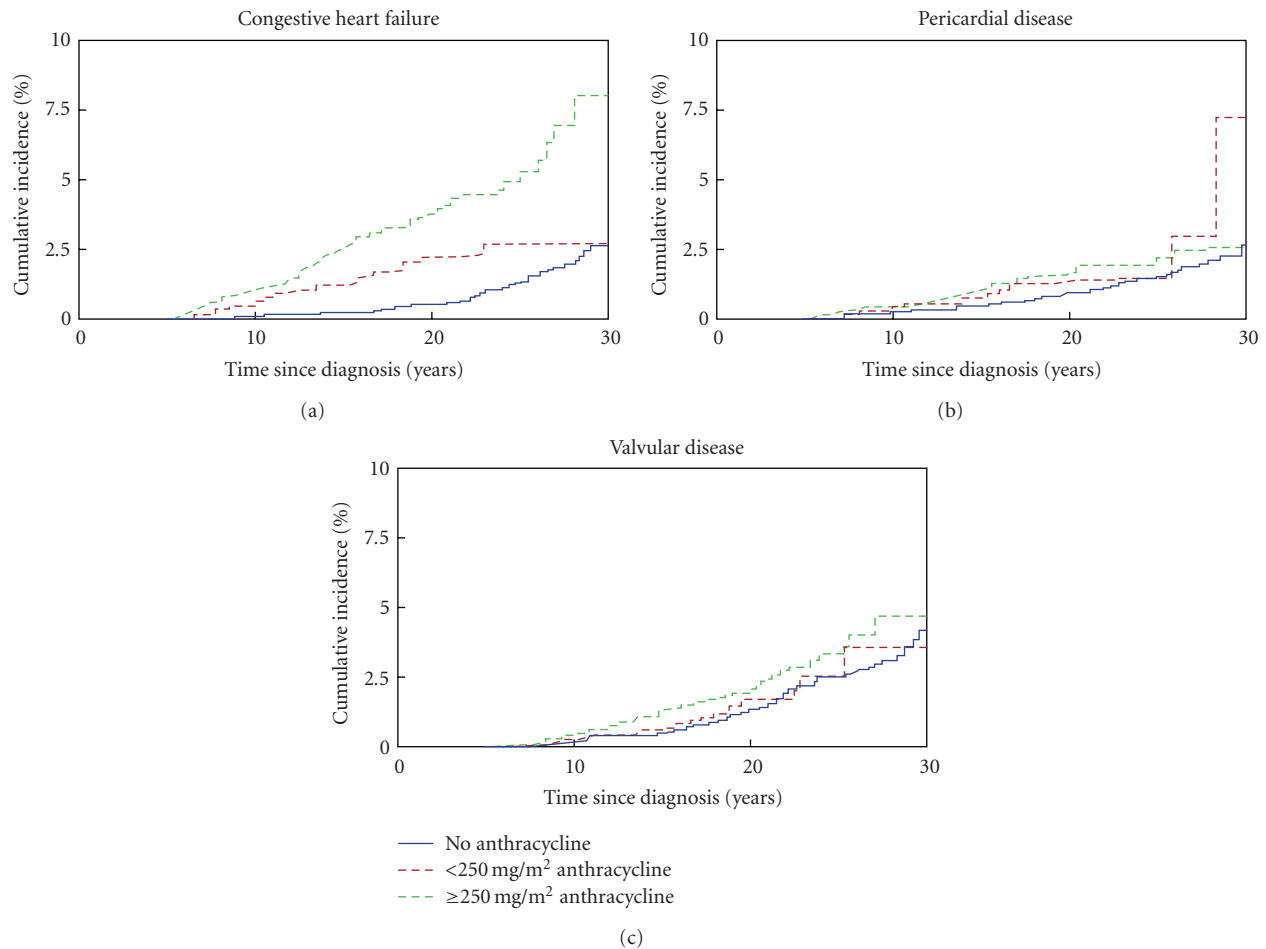 Congestive heart failure
10
7.5
5
2.5
0
Cumulative incidence (%)
0 10 20 30
Time since diagnosis (years)
(a)
Pericardial disease
10
7.5
5
2.5
0
Cumulative incidence (%)
0 10 20 30
Time since diagnosis (years)
(b)
Valvular disease
10
7.5
5
2.5
0
Cumulative incidence (%)
0 10 20 30
Time since diagnosis (years)
No anthracycline
<250 mg/m² anthracycline
≥250 mg/m² anthracycline
(c)